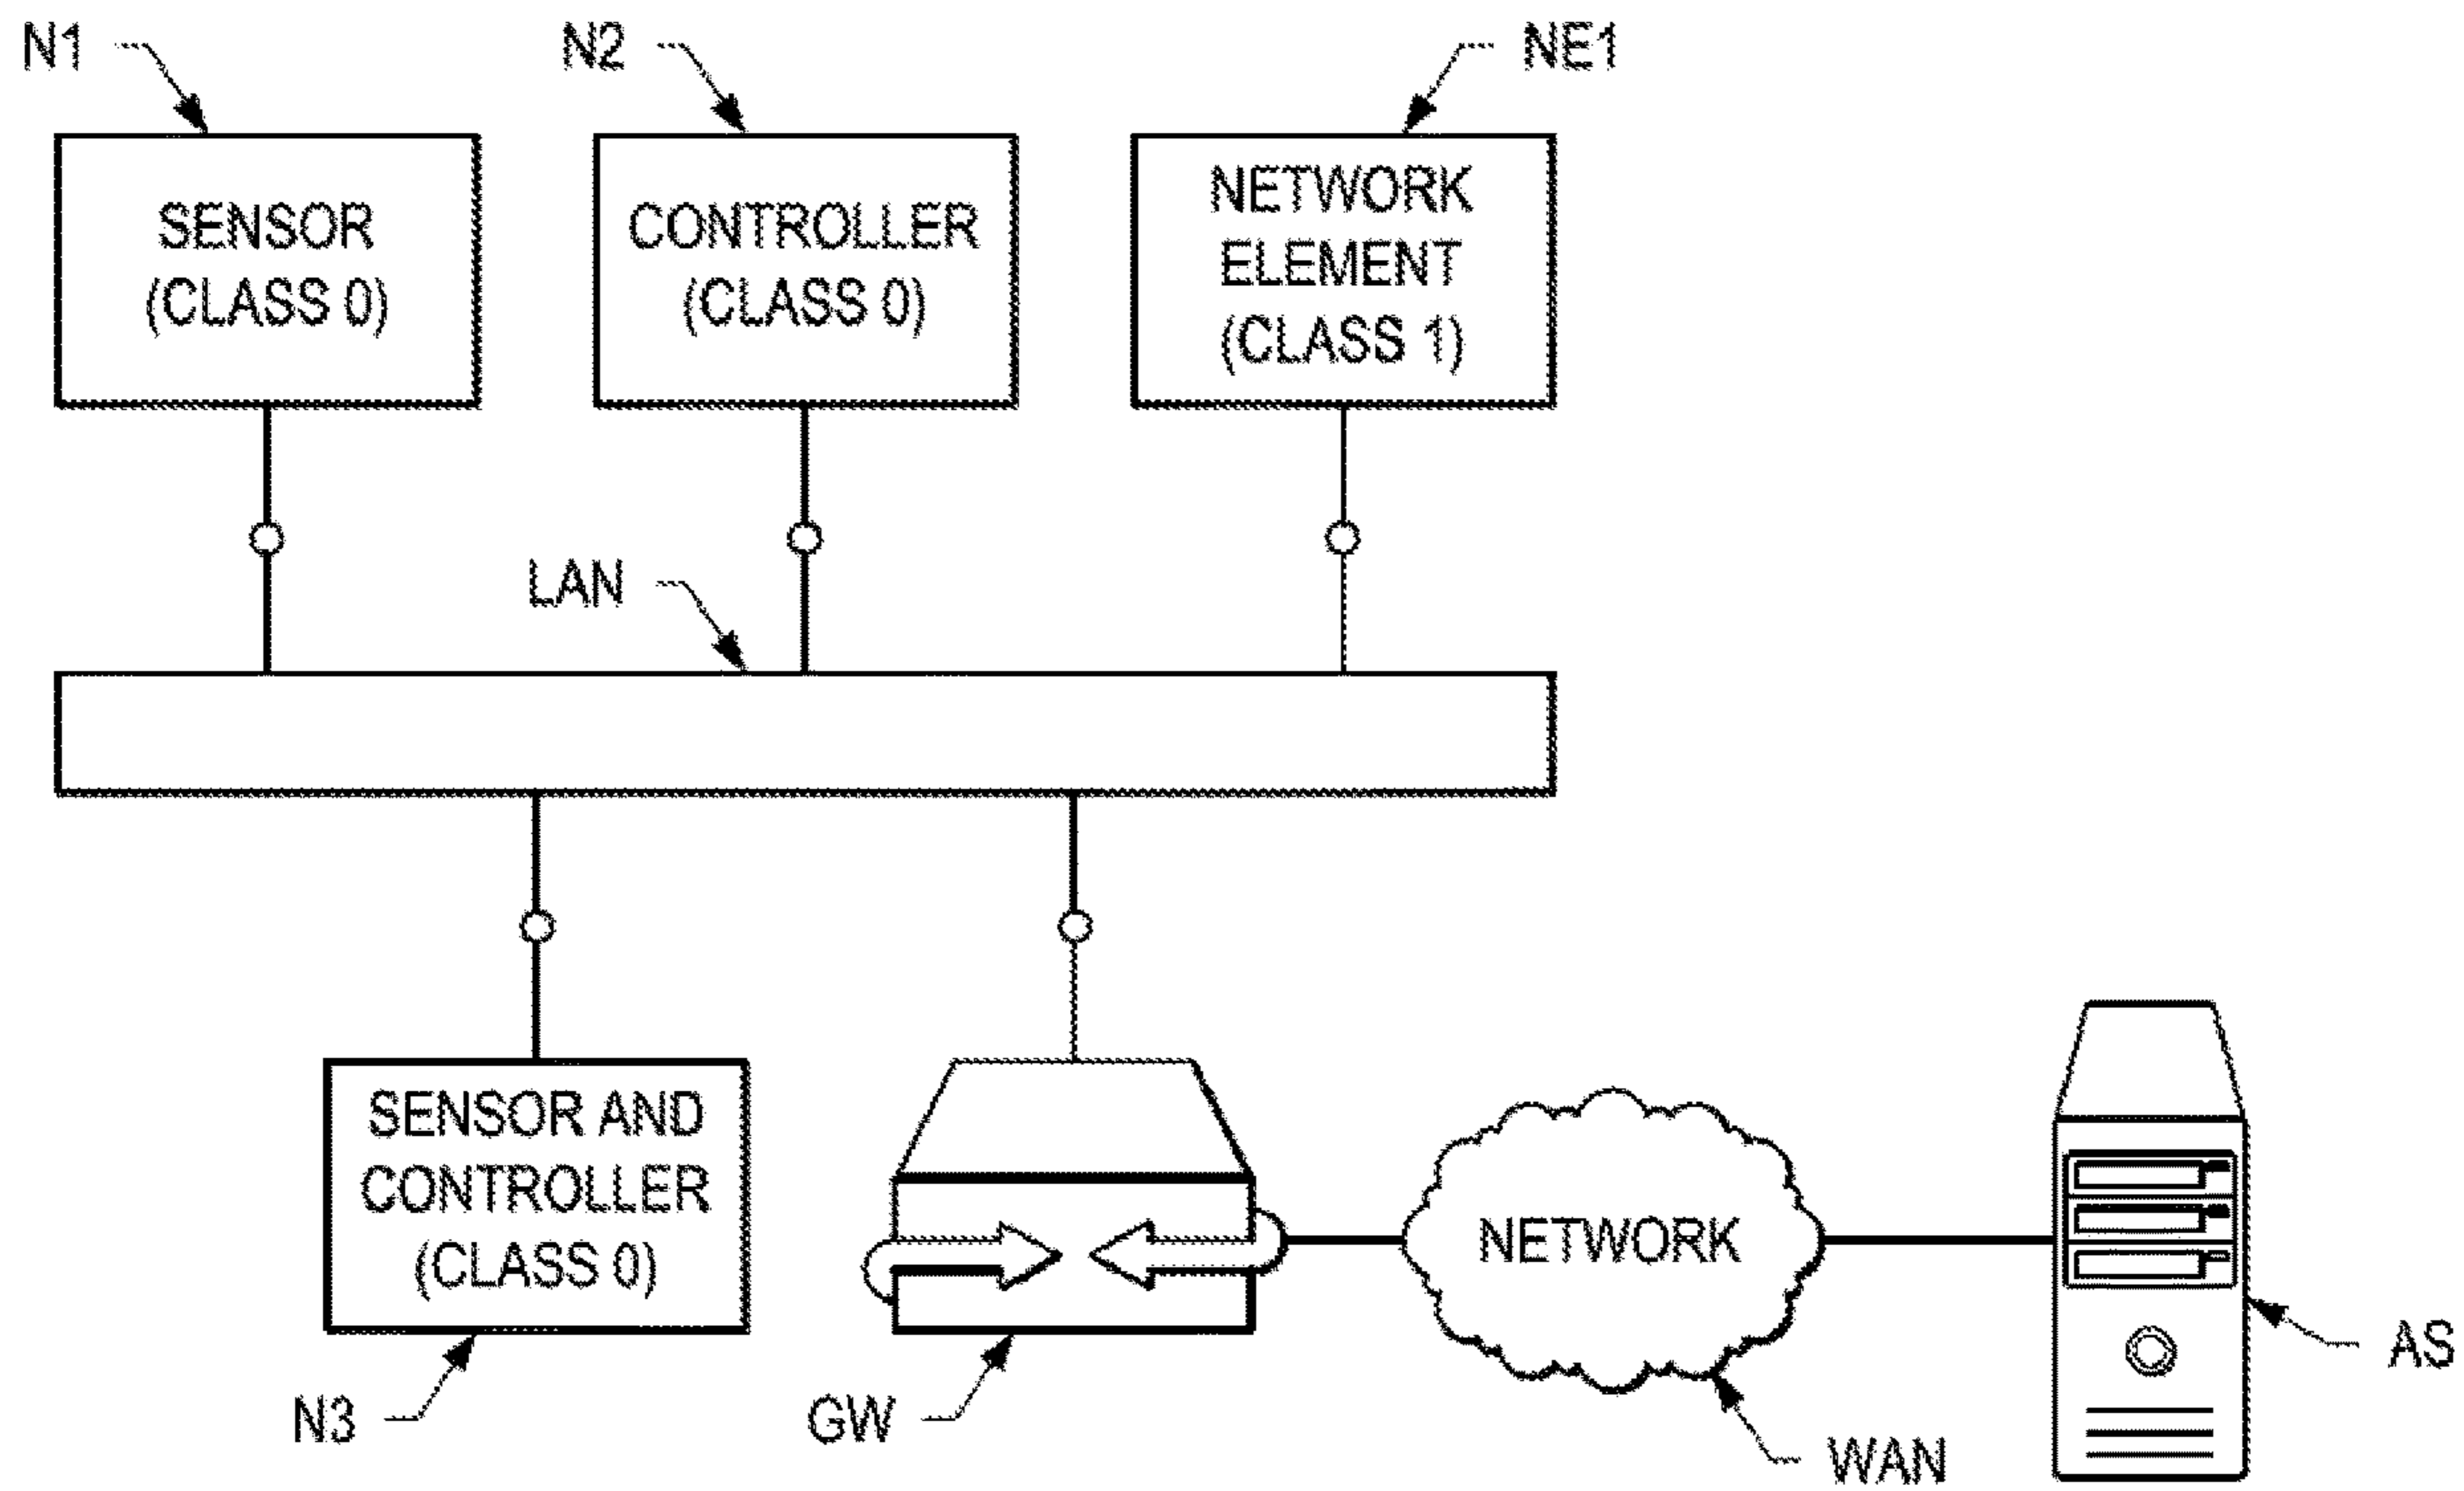 N1
N2
NE1
SENSOR
(CLASS 0)
CONTROLLER
(CLASS 0)
NETWORK
ELEMENT
(CLASS 1)
LAN
SENSOR AND
CONTROLLER
(CLASS 0)
NETWORK
N3
GW
WAN
AS